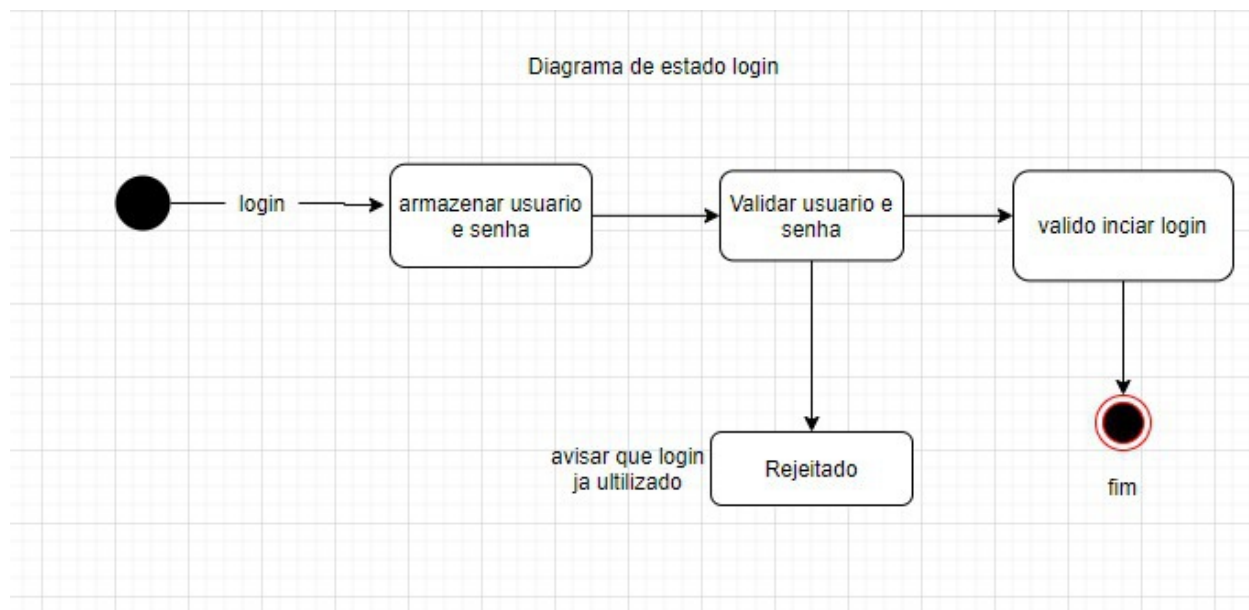 Diagrama de estado login
login
armazenar usuario
e senha
Validar usuario e
senha
valido inciar login
avisar que login
ja ultilizado
Rejeitado
fim